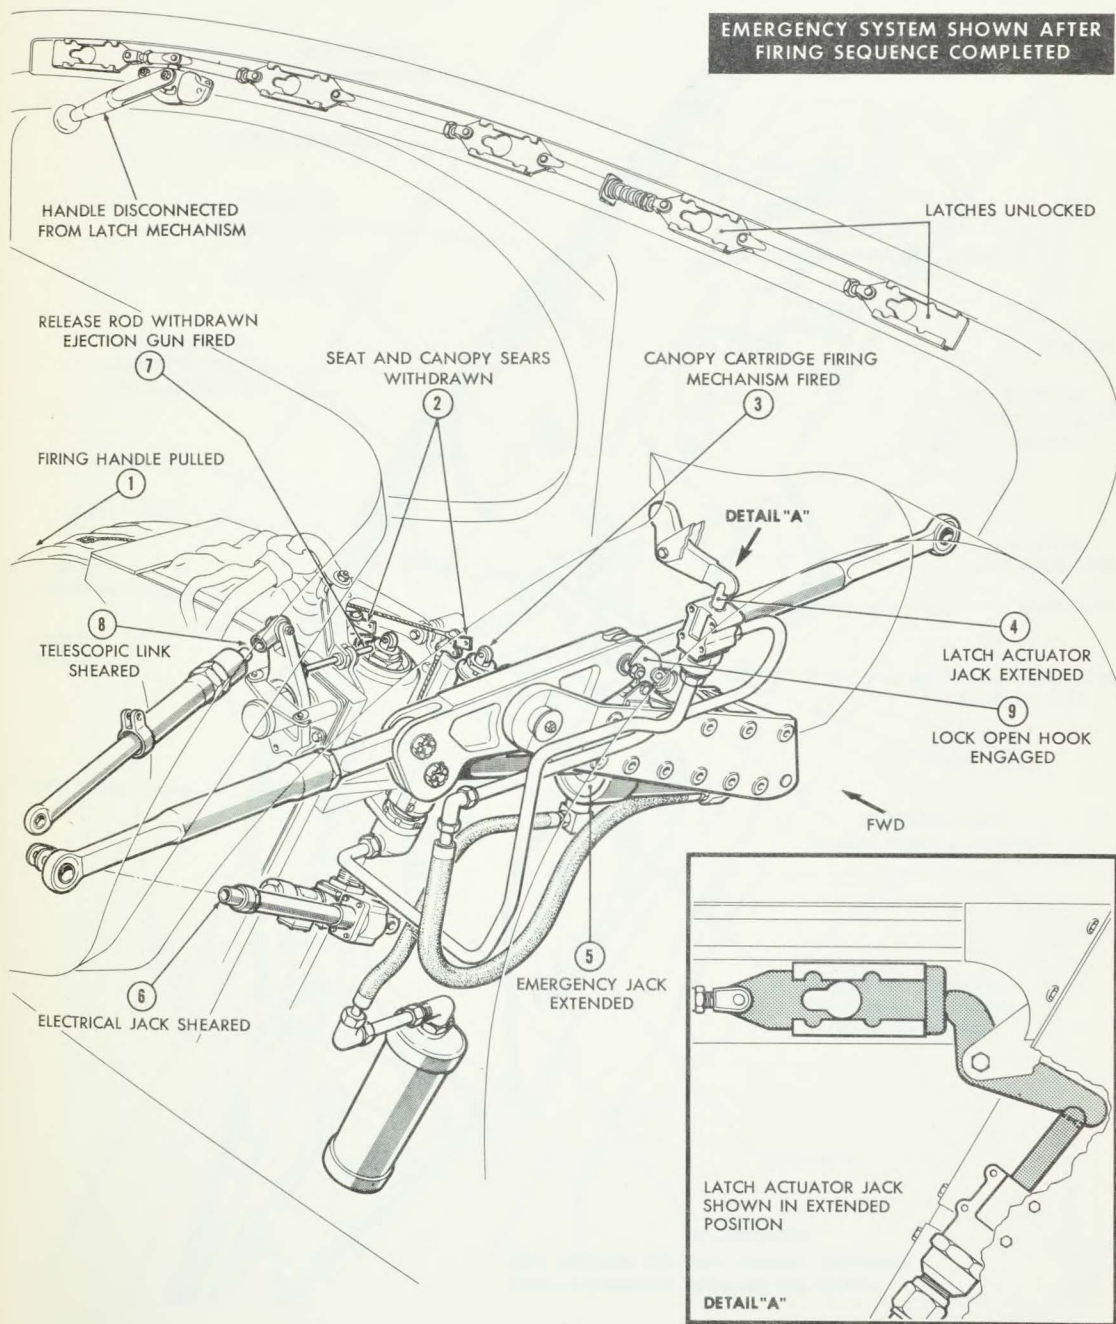 EMERGENCY SYSTEM SHOWN AFTER
FIRING SEQUENCE COMPLETED
HANDLE DISCONNECTED
FROM LATCH MECHANISM
LATCHES UNLOCKED
RELEASE ROD WITHDRAWN
EJECTION GUN FIRED
7
SEAT AND CANOPY SEARS
WITHDRAWN
2
CANOPY CARTRIDGE FIRING
MECHANISM FIRED
3
FIRING HANDLE PULLED
1
DETAIL "A"
8
TELESCOPIC LINK
SHEARED
4
LATCH ACTUATOR
JACK EXTENDED
9
LOCK OPEN HOOK
ENGAGED
FWD
5
EMERGENCY JACK
EXTENDED
6
ELECTRICAL JACK SHEARED
LATCH ACTUATOR JACK
SHOWN IN EXTENDED
POSITION
DETAIL "A"